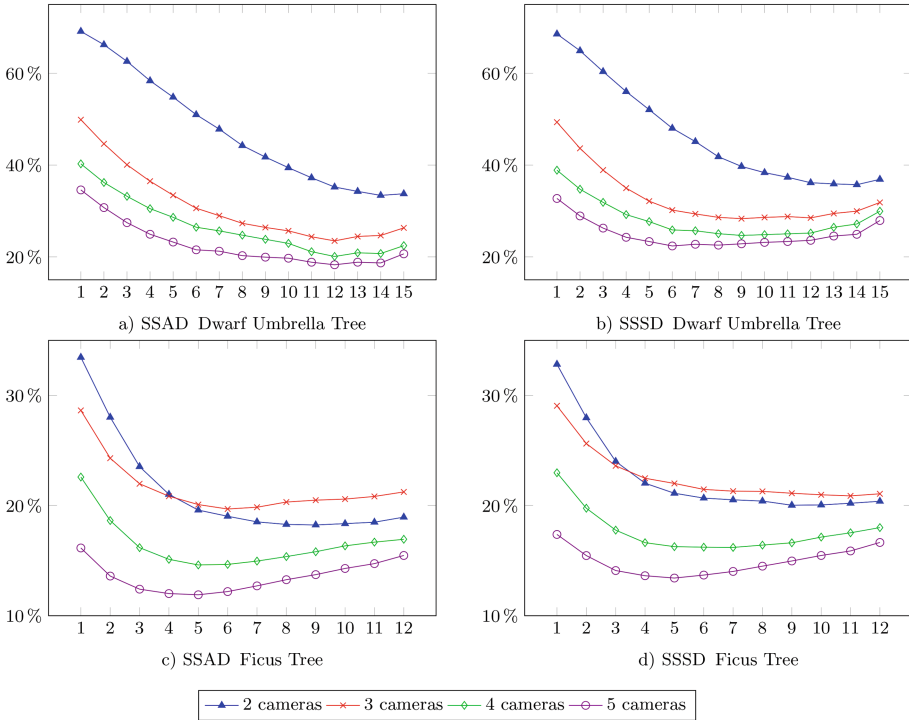 60 %
40 %
20 %
1 2 3 4 5 6 7 8 9 10 11 12 13 14 15
a) SSAD Dwarf Umbrella Tree
60 %
40 %
20 %
1 2 3 4 5 6 7 8 9 10 11 12 13 14 15
b) SSSD Dwarf Umbrella Tree
30 %
20 %
10 %
1 2 3 4 5 6 7 8 9 10 11 12
c) SSAD Ficus Tree
30 %
20 %
10 %
1 2 3 4 5 6 7 8 9 10 11 12
d) SSSD Ficus Tree
2 cameras 3 cameras 4 cameras 5 cameras